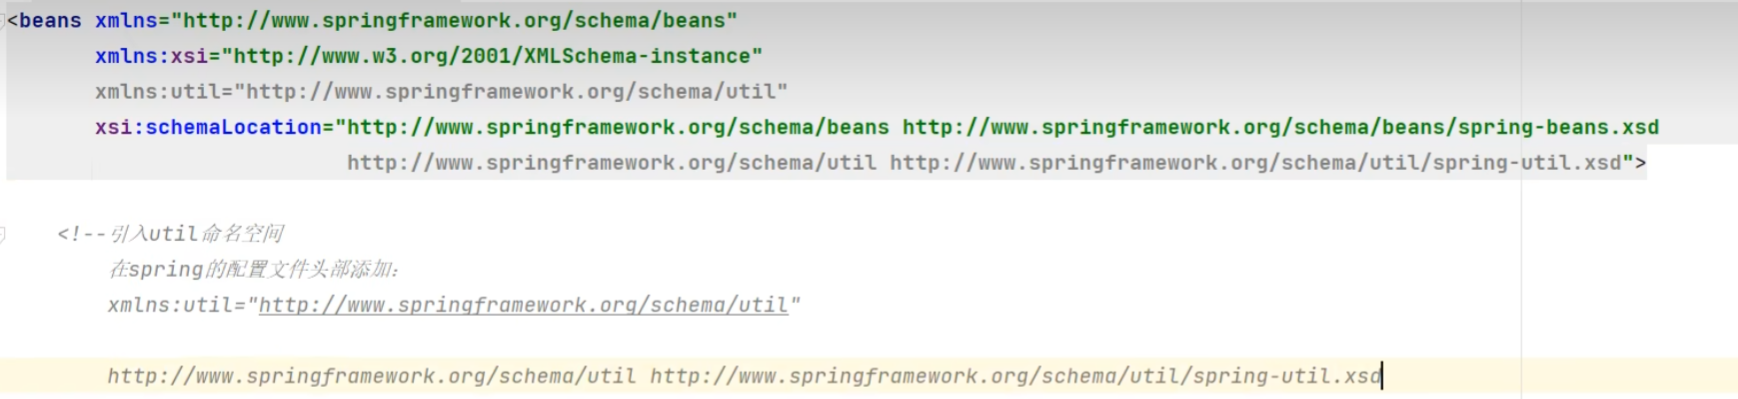 <beans xmlns="http://www.springframework.org/schema/beans"
xmlns:xsi="http://www.w3.org/2001/XMLSchema-instance"
xmlns:util="http://www.springframework.org/schema/util"
xsi:schemaLocation="http://www.springframework.org/schema/beans http://www.springframework.org/schema/beans/spring-beans.xsd
http://www.springframework.org/schema/util http://www.springframework.org/schema/util/spring-util.xsd">
<!--引入util命名空间
在spring的配置文件头部添加:
xmlns:util="http://www.springframework.org/schema/util"
http://www.springframework.org/schema/util http://www.springframework.org/schema/util/spring-util.xsd